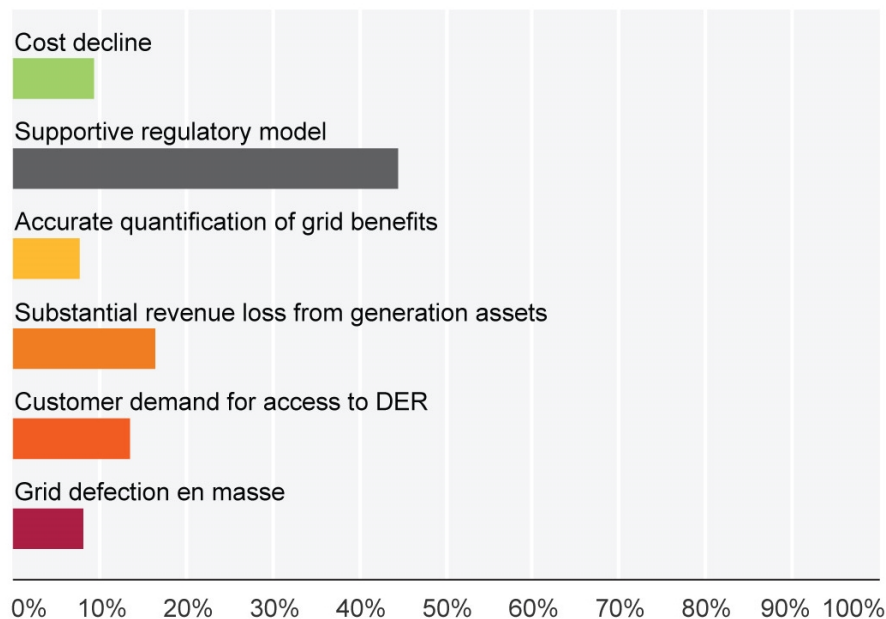 Cost decline
Supportive regulatory model
Accurate quantification of grid benefits
Substantial revenue loss from generation assets
Customer demand for access to DER
Grid defection en masse
0% 10% 20% 30% 40% 50% 60% 70% 80% 90% 100%